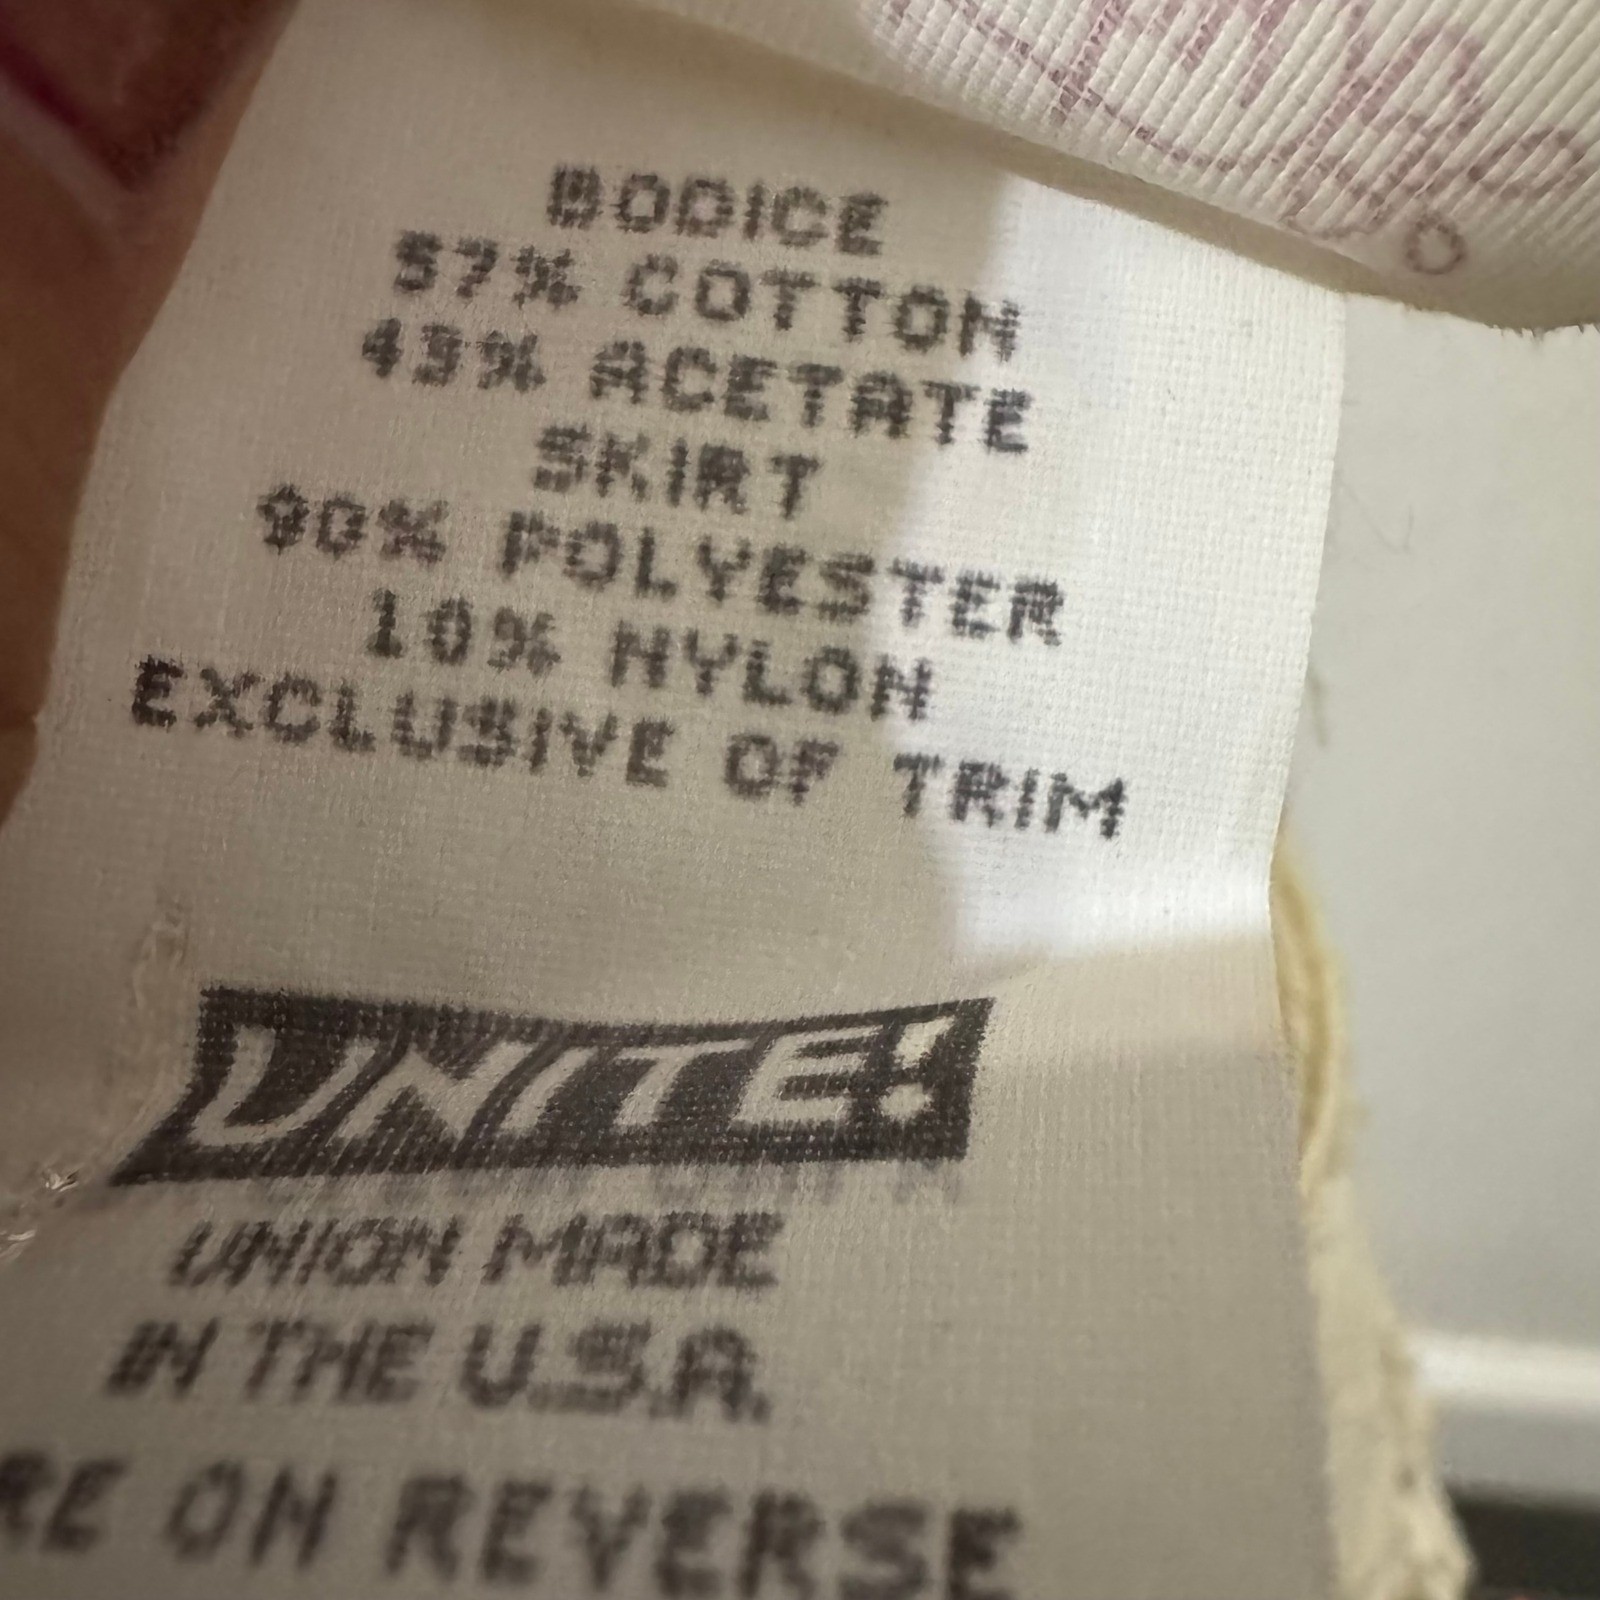 BODICE
57% COTTON
43% ACETATE
SKIRT
90% POLYESTER
10% NYLON
EXCLUSIVE OF TRIM
UNITE!
UNION MADE
IN THE U.S.A.
RE ON REVERSE